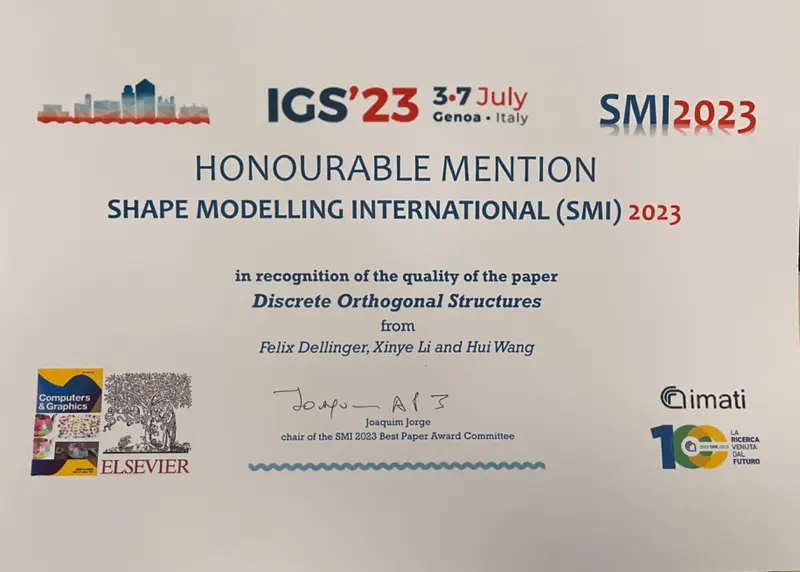 IGS'23 3•7 July
Genoa • Italy
SMI2023
HONOURABLE MENTION
SHAPE MODELLING INTERNATIONAL (SMI) 2023
in recognition of the quality of the paper
Discrete Orthogonal Structures
from
Felix Dellinger, Xinye Li and Hui Wang
Computers
& Graphics
ELSEVIER
Joaquim Jorge
chair of the SMI 2023 Best Paper Award Committee
imati
100
LA
RICERCA
VENUTA
DAL
FUTURO